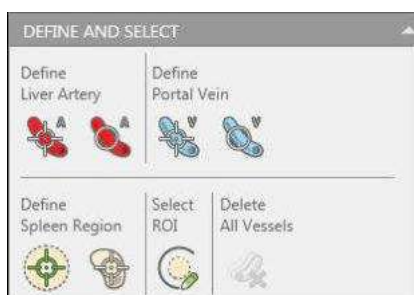 DEFINE AND SELECT
Define
Liver Artery
A
A
Define
Portal Vein
V
V
Define
Spleen Region
Select
ROI
Delete
All Vessels